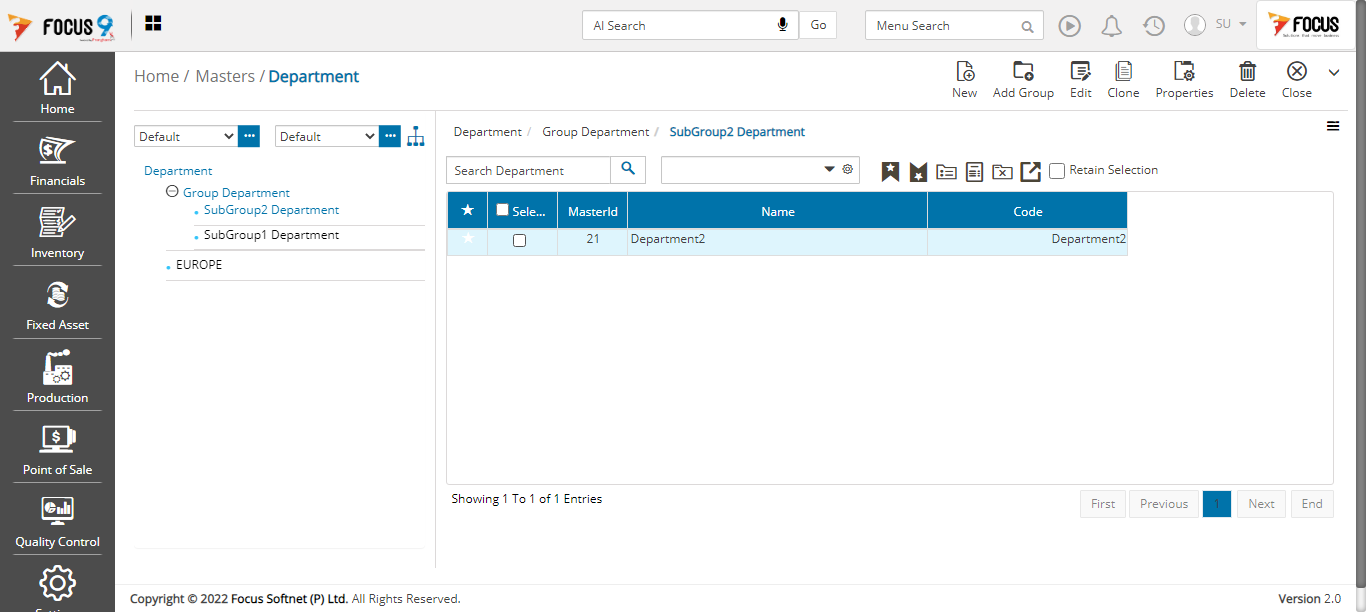 FOCUS 9
AI Search
Go
Menu Search
SU
FOCUS
Home
Financials
Inventory
Fixed Asset
Production
Point of Sale
Quality Control
Home / Masters / Department
New
Add Group
Edit
Clone
Properties
Delete
Close
Default
Default
Department
Group Department
SubGroup2 Department
SubGroup1 Department
EUROPE
Department / Group Department / SubGroup2 Department
Search Department
Retain Selection
Sele... MasterId Name Code
21 Department2 Department2
Showing 1 To 1 of 1 Entries
First Previous 1 Next End
Copyright © 2022 Focus Softnet (P) Ltd. All Rights Reserved.
Version 2.0